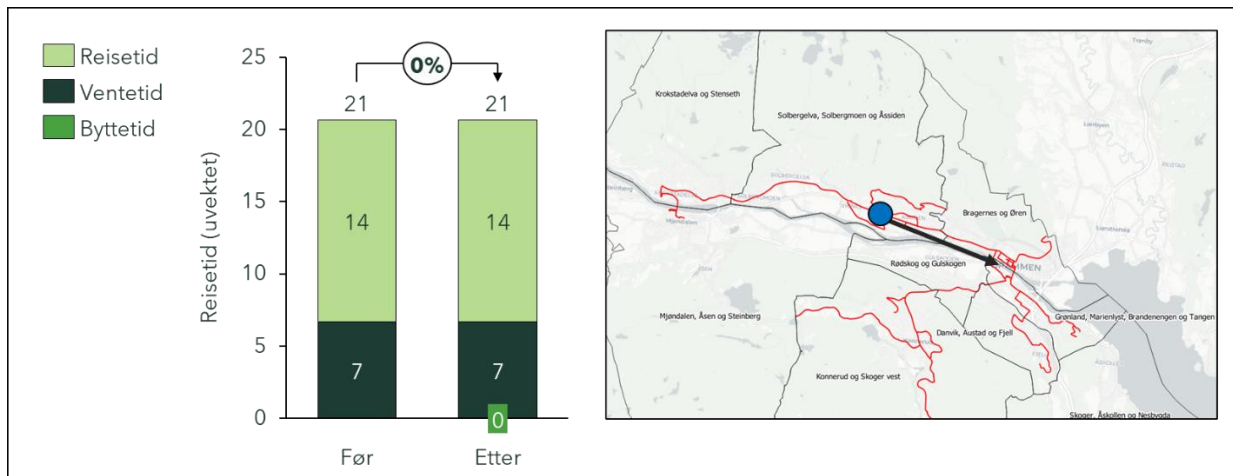 Reisetid
Ventetid
Byttetid
Reisetid (uvektet)
25
20
15
10
5
0
0%
21
21
14
14
7
7
0
Før
Etter
Krokstadelva og Stenseth
Solbergelva, Solbergmoen og Åssiden
Bragernes og Øren
Rødskog og Gulskogen
Mjøndalen, Åsen og Steinberg
Danvik, Austad og Fjell
Grønland, Marienlyst, Brandenengen og Tangen
Konnerud og Skoger vest
Skoger, Åskollen og Nesbygda